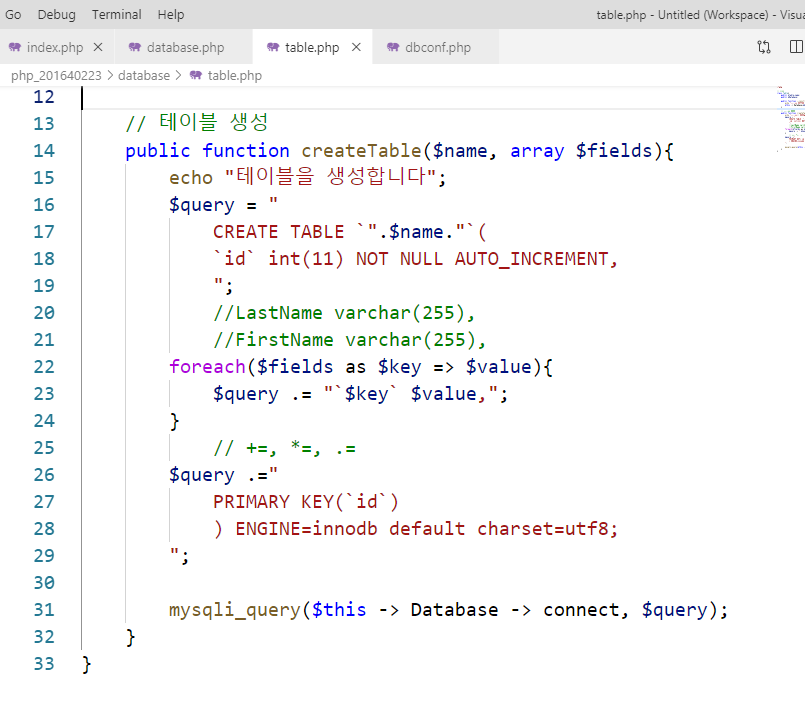 Go Debug Terminal Help table.php - Untitled (Workspace) - Visua
index.php × database.php table.php × dbconf.php
php_201640223 > database > table.php
12
13 // 테이블 생성
14 public function createTable($name, array $fields){
15 echo "테이블을 생성합니다";
16 $query = "
17 CREATE TABLE `".$name."`(
18 `id` int(11) NOT NULL AUTO_INCREMENT,
19 ";
20 //LastName varchar(255),
21 //FirstName varchar(255),
22 foreach($fields as $key => $value){
23 $query .= "`$key` $value,";
24 }
25 // +=, *=, .=
26 $query .="
27 PRIMARY KEY(`id`)
28 ) ENGINE=innodb default charset=utf8;
29 ";
30
31 mysqli_query($this -> Database -> connect, $query);
32 }
33 }